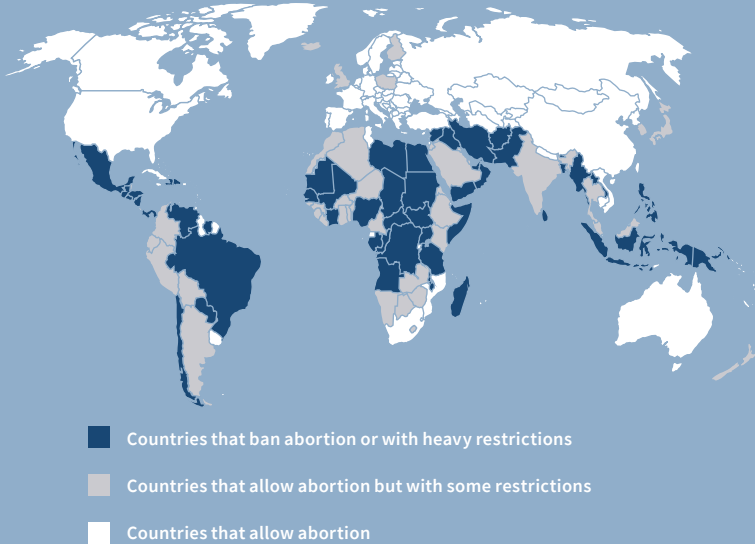 Countries that ban abortion or with heavy restrictions
Countries that allow abortion but with some restrictions
Countries that allow abortion